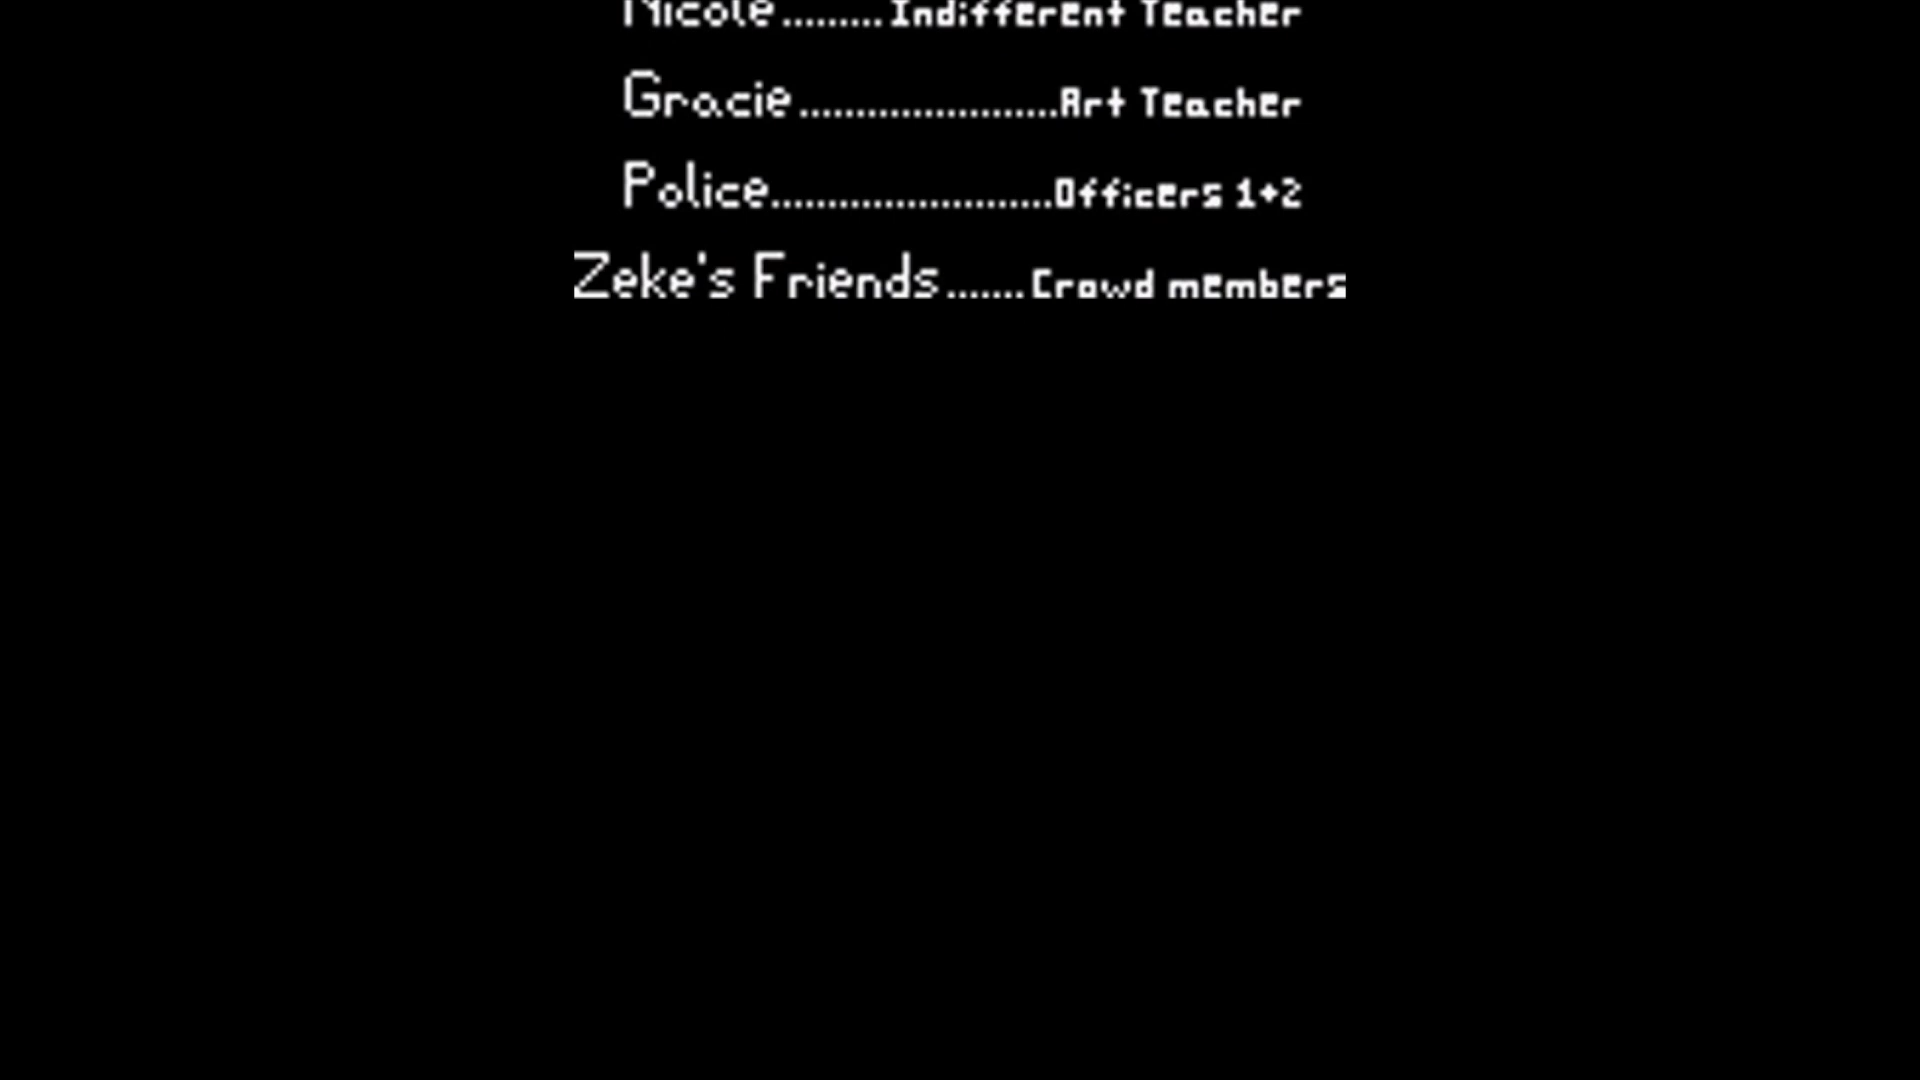 Nicole.........Indifferent Teacher
Gracie.......................Art Teacher
Police.........................Officers 1+2
Zeke's Friends.......Crowd members